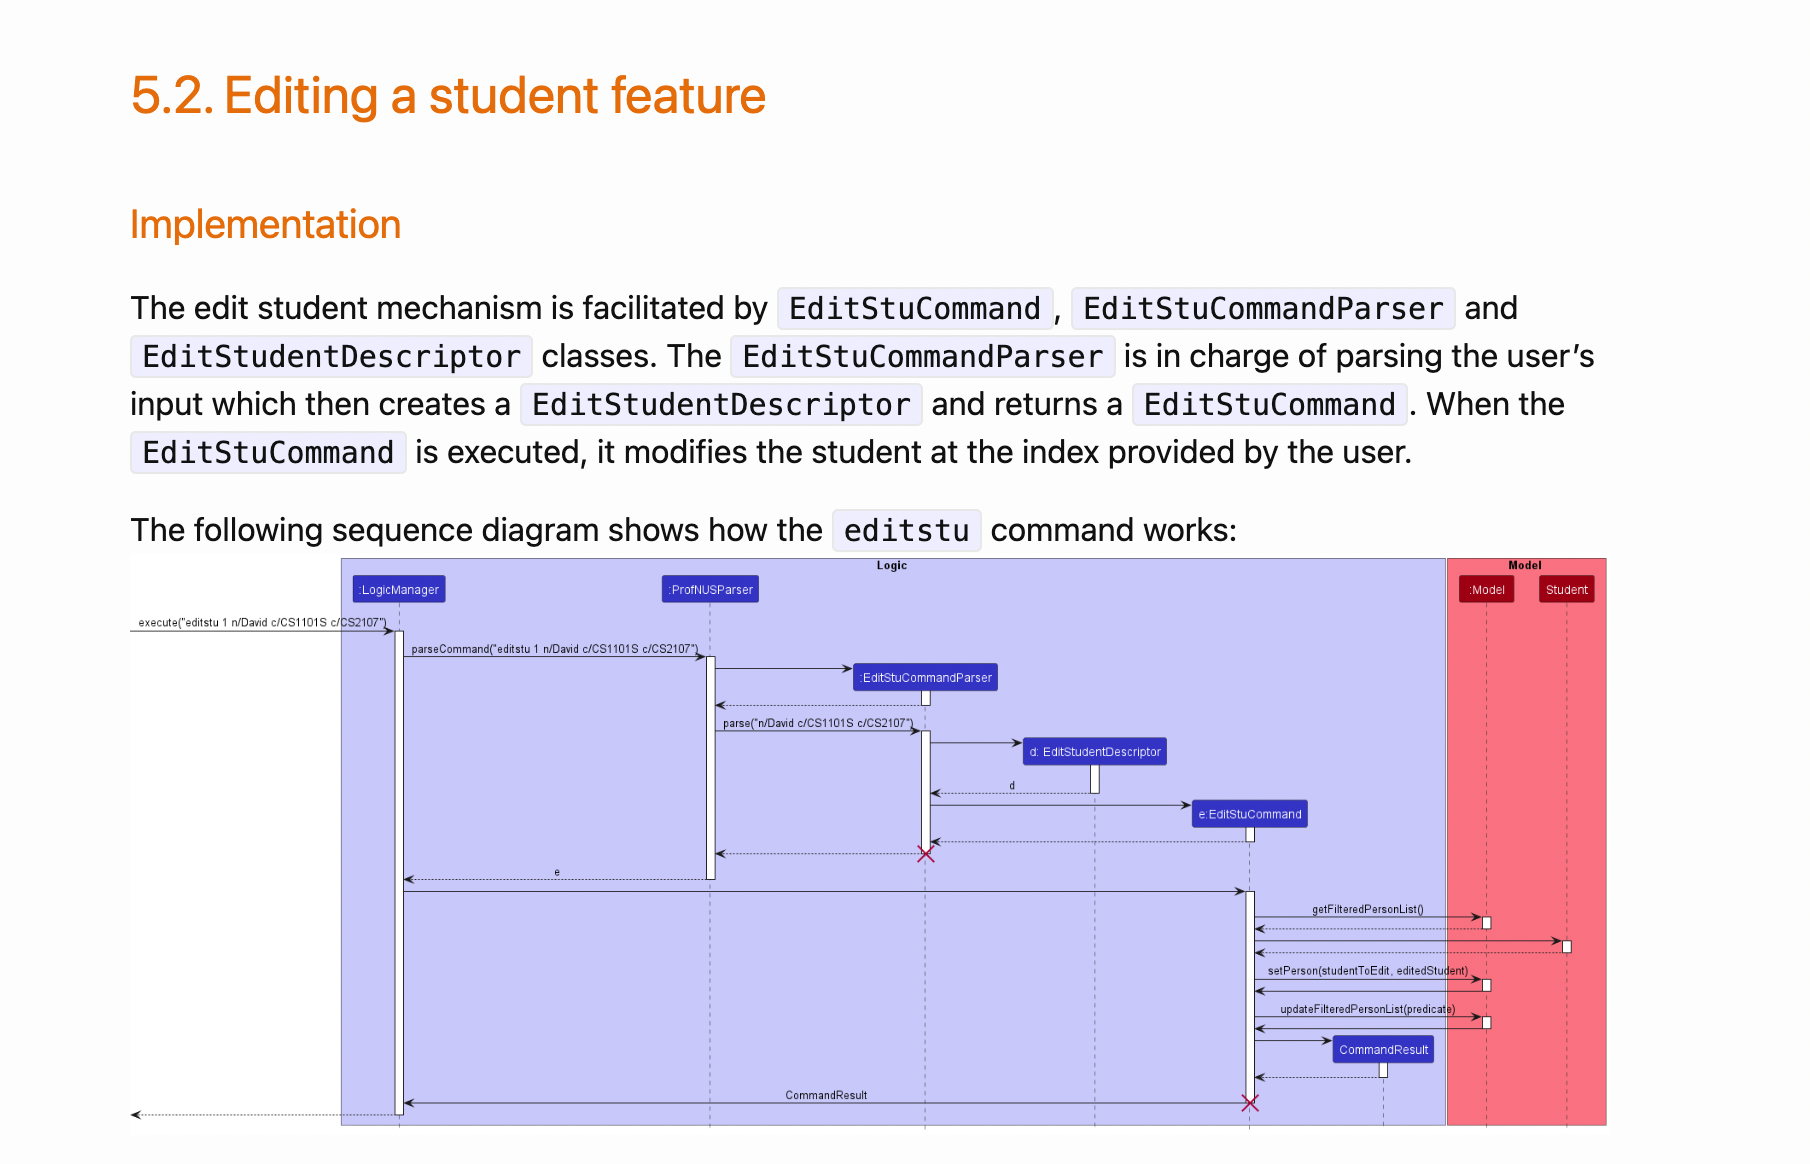 5.2. Editing a student feature
Implementation
The edit student mechanism is facilitated by EditStuCommand, EditStuCommandParser and
EditStudentDescriptor classes. The EditStuCommandParser is in charge of parsing the user’s
input which then creates a EditStudentDescriptor and returns a EditStuCommand. When the
EditStuCommand is executed, it modifies the student at the index provided by the user.
The following sequence diagram shows how the editstu command works:
Logic
Model
:LogicManager
:ProfNUSParser
:Model
Student
execute("editstu 1 n/David c/CS1101S c/CS2107")
parseCommand("editstu 1 n/David c/CS1101S c/CS2107")
:EditStuCommandParser
parse("n/David c/CS1101S c/CS2107")
d: EditStudentDescriptor
d
e:EditStuCommand
e
getFilteredPersonList()
setPerson(studentToEdit, editedStudent)
updateFilteredPersonList(predicate)
CommandResult
CommandResult